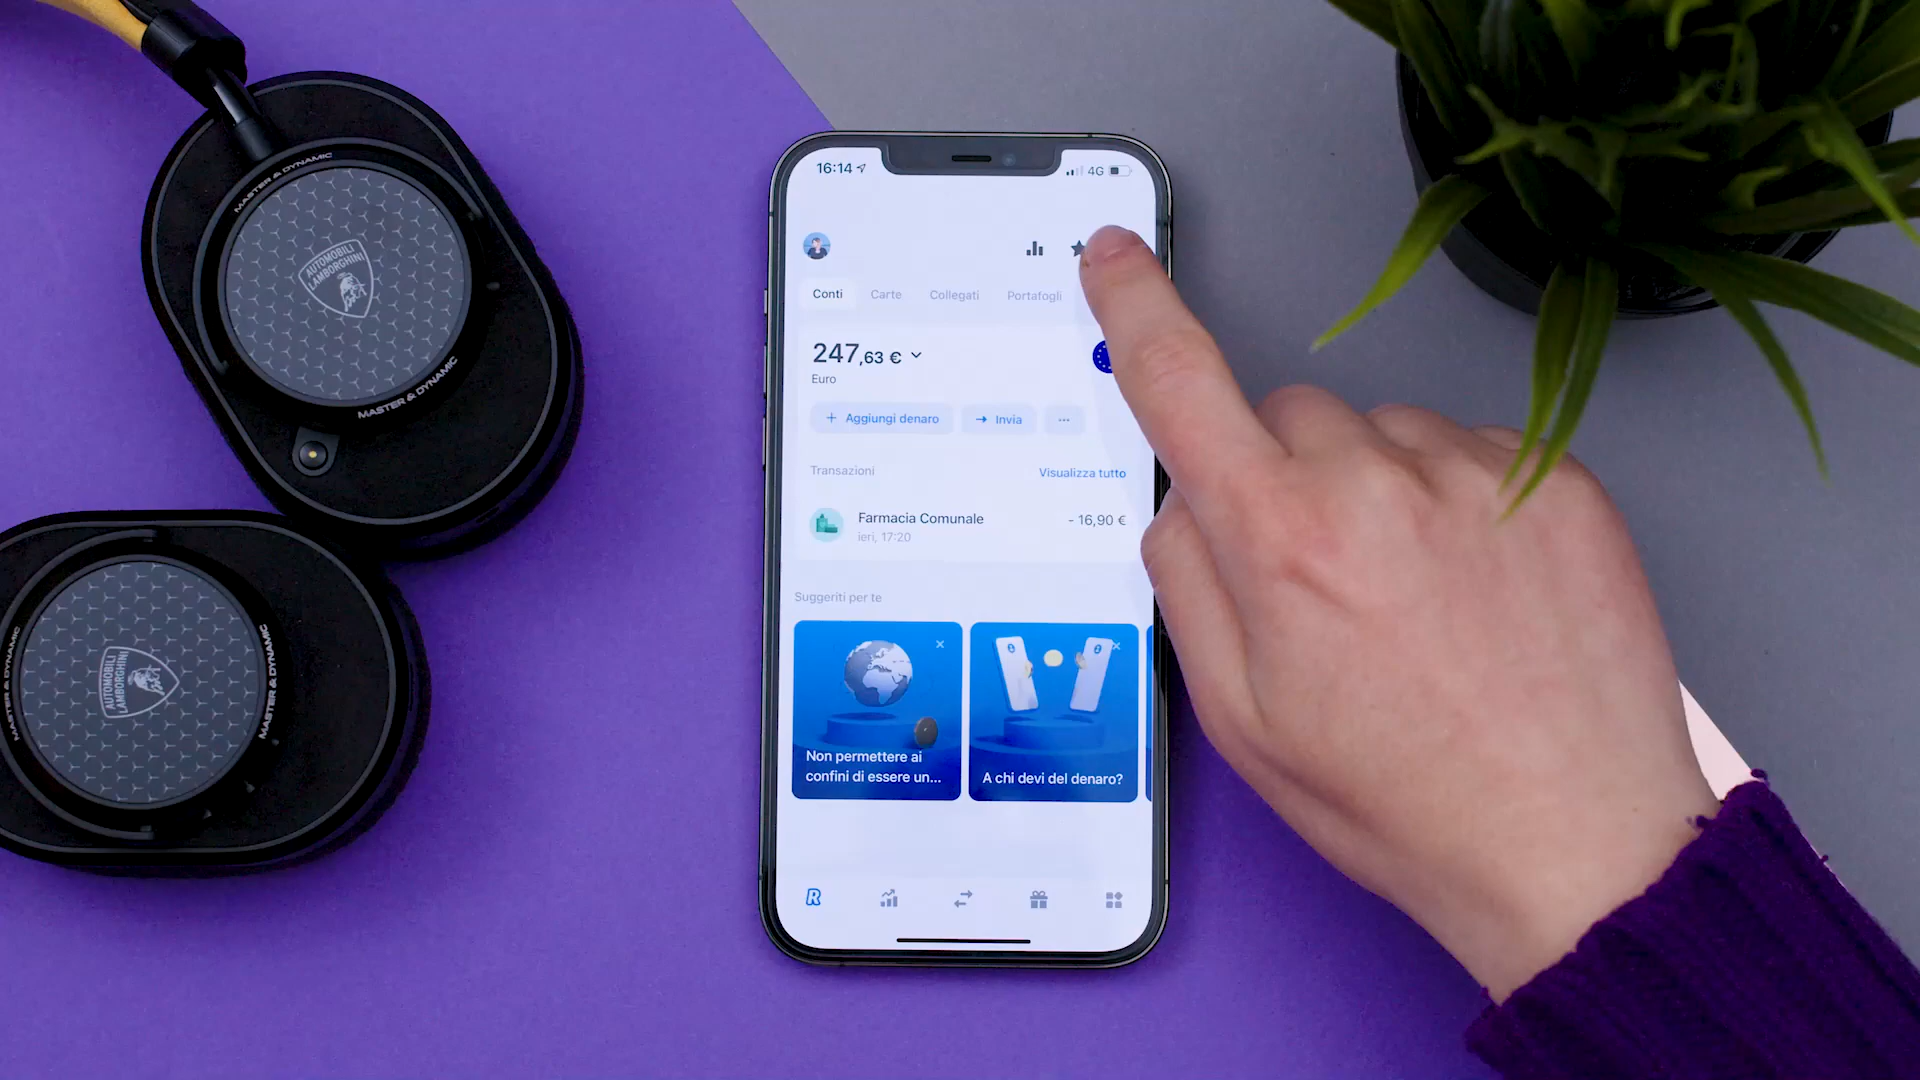 MASTER & DYNAMIC
AUTOMOBILI
LAMBORGHINI
MASTER & DYNAMIC
MASTER & DYNAMIC
AUTOMOBILI
LAMBORGHINI
MASTER & DYNAMIC
16:14
4G
Conti Carte Collegati Portafogli
247,63 €
Euro
+ Aggiungi denaro → Invia ...
Transazioni Visualizza tutto
Farmacia Comunale - 16,90 €
ieri, 17:20
Suggeriti per te
Non permettere ai
confini di essere un...
A chi devi del denaro?
R